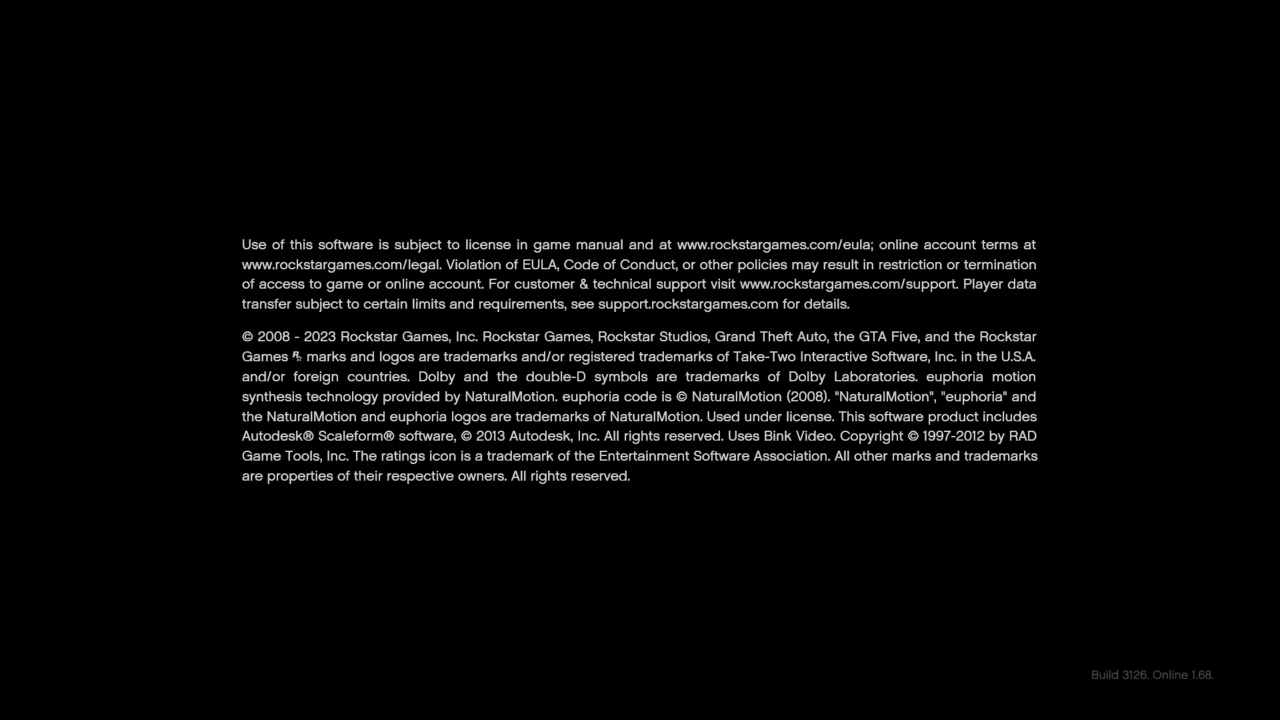 Use of this software is subject to license in game manual and at www.rockstargames.com/eula; online account terms at
www.rockstargames.com/legal. Violation of EULA, Code of Conduct, or other policies may result in restriction or termination
of access to game or online account. For customer & technical support visit www.rockstargames.com/support. Player data
transfer subject to certain limits and requirements, see support.rockstargames.com for details.
© 2008 - 2023 Rockstar Games, Inc. Rockstar Games, Rockstar Studios, Grand Theft Auto, the GTA Five, and the Rockstar
Games R* marks and logos are trademarks and/or registered trademarks of Take-Two Interactive Software, Inc. in the U.S.A.
and/or foreign countries. Dolby and the double-D symbols are trademarks of Dolby Laboratories. euphoria motion
synthesis technology provided by NaturalMotion. euphoria code is © NaturalMotion (2008). "NaturalMotion", "euphoria" and
the NaturalMotion and euphoria logos are trademarks of NaturalMotion. Used under license. This software product includes
Autodesk® Scaleform® software, © 2013 Autodesk, Inc. All rights reserved. Uses Bink Video. Copyright © 1997-2012 by RAD
Game Tools, Inc. The ratings icon is a trademark of the Entertainment Software Association. All other marks and trademarks
are properties of their respective owners. All rights reserved.
Build 3126. Online 1.68.